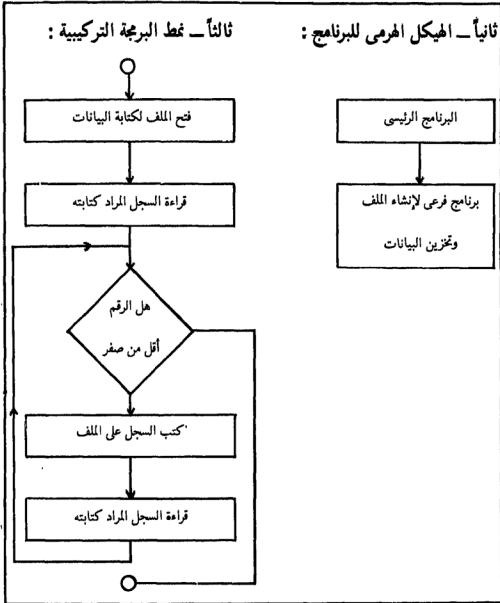 ثانياً ــ الهيكل الهرمى للبرنامج :
البرنامج الرئيسى
برنامج فرعى لإنشاء الملف
وتخزين البيانات
ثالثاً ــ نمط البرمجة التركيبية :
فتح الملف لكتابة البيانات
قراءة السجل المراد كتابته
هل الرقم
أقل من صفر
كتب السجل على الملف
قراءة السجل المراد كتابته